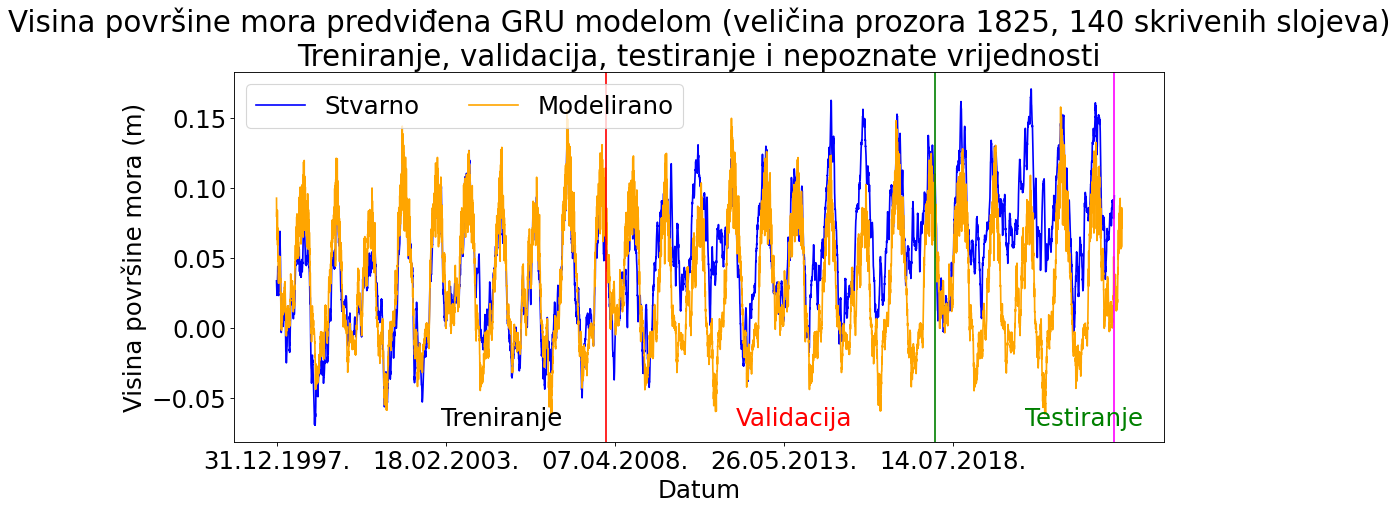 Visina površine mora predviđena GRU modelom (veličina prozora 1825, 140 skrivenih slojeva)
Treniranje, validacija, testiranje i nepoznate vrijednosti
Stvarno Modelirano
Visina površine mora (m)
0.15
0.10
0.05
0.00
−0.05
Treniranje Validacija Testiranje
31.12.1997. 18.02.2003. 07.04.2008. 26.05.2013. 14.07.2018.
Datum